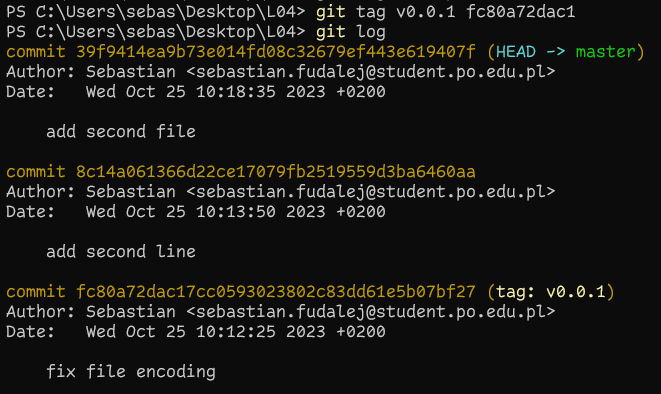 PS C:\Users\sebas\Desktop\L04> git tag v0.0.1 fc80a72dac1
PS C:\Users\sebas\Desktop\L04> git log
commit 39f9414ea9b73e014fd08c32679ef443e619407f (HEAD -> master)
Author: Sebastian <sebastian.fudalej@student.po.edu.pl>
Date:   Wed Oct 25 10:18:35 2023 +0200
    add second file
commit 8c14a061366d22ce17079fb2519559d3ba6460aa
Author: Sebastian <sebastian.fudalej@student.po.edu.pl>
Date:   Wed Oct 25 10:13:50 2023 +0200
    add second line
commit fc80a72dac17cc0593023802c83dd61e5b07bf27 (tag: v0.0.1)
Author: Sebastian <sebastian.fudalej@student.po.edu.pl>
Date:   Wed Oct 25 10:12:25 2023 +0200
    fix file encoding